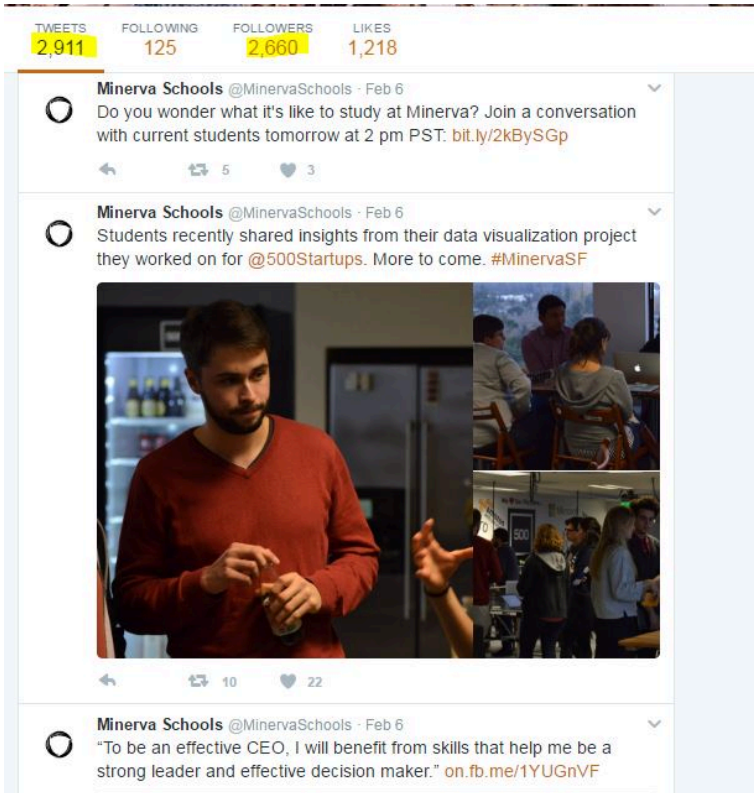 TWEETS FOLLOWING FOLLOWERS LIKES
2,911 125 2,660 1,218
Minerva Schools @MinervaSchools · Feb 6
Do you wonder what it's like to study at Minerva? Join a conversation
with current students tomorrow at 2 pm PST: bit.ly/2kBySGp
5 3
Minerva Schools @MinervaSchools · Feb 6
Students recently shared insights from their data visualization project
they worked on for @500Startups. More to come. #MinervaSF
500
10 22
Minerva Schools @MinervaSchools · Feb 6
“To be an effective CEO, I will benefit from skills that help me be a
strong leader and effective decision maker.” on.fb.me/1YUGnVF